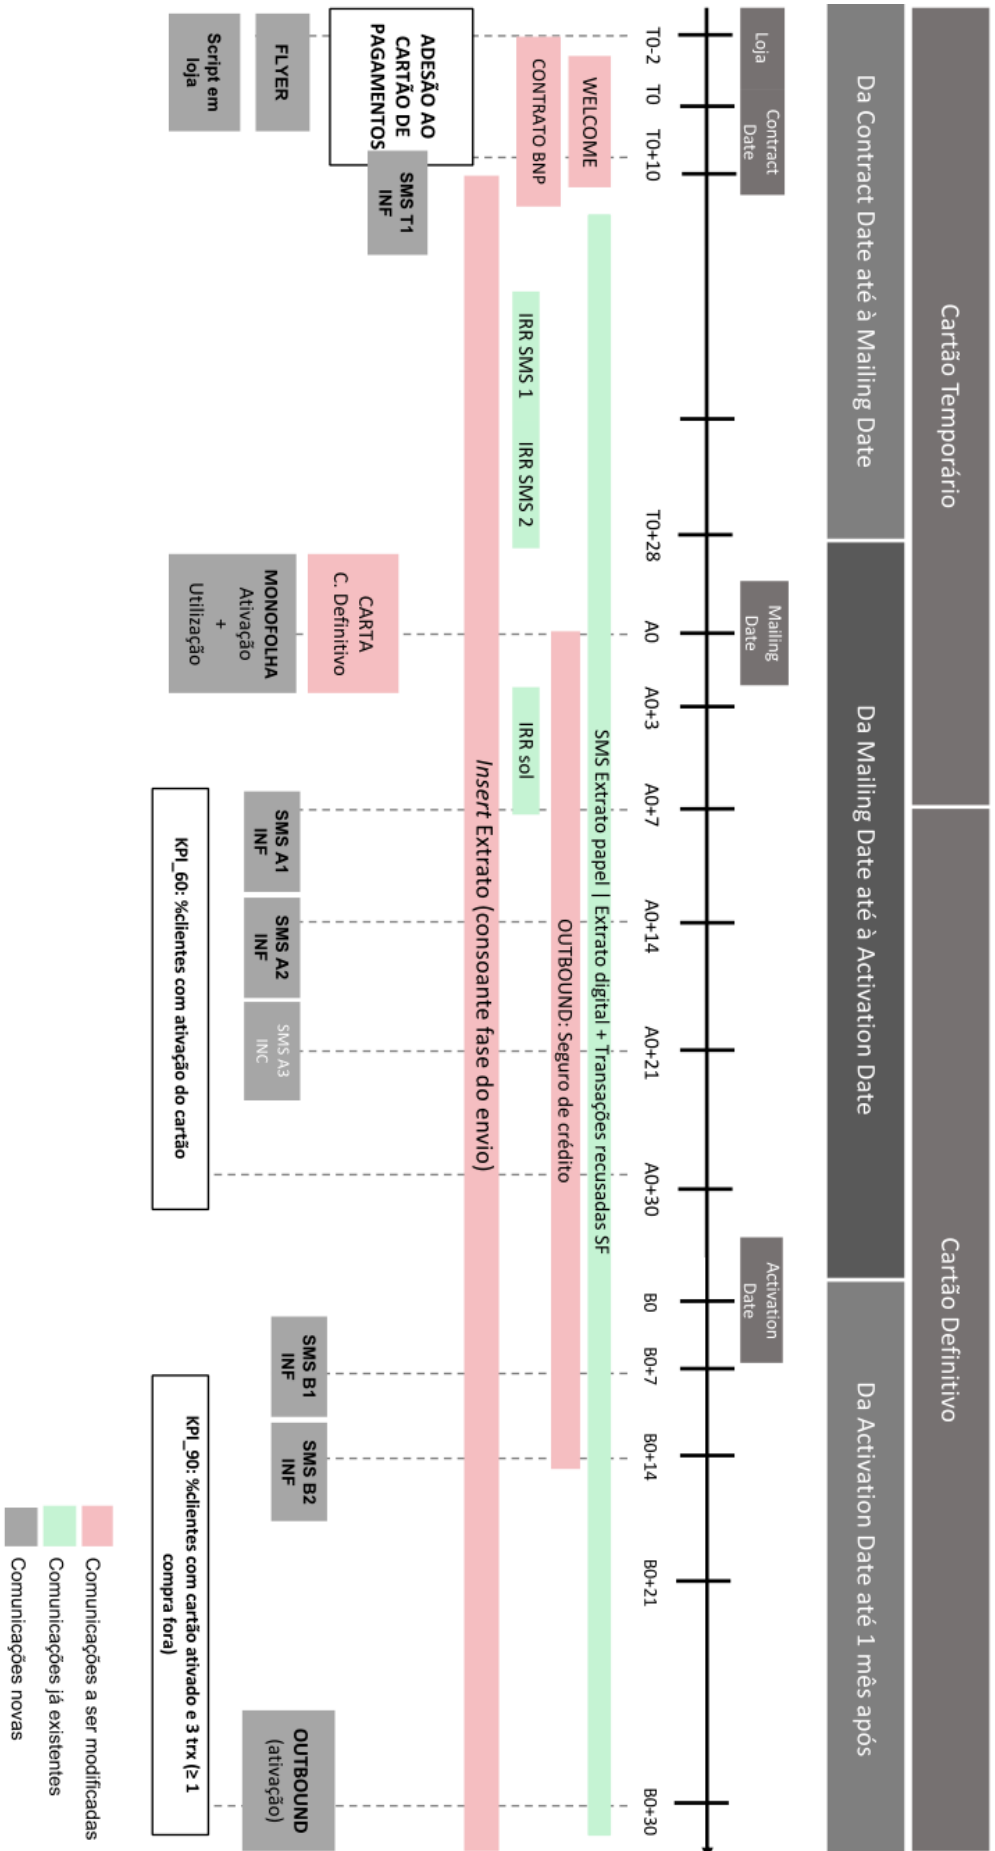 Cartão Temporário
Cartão Definitivo
Da Contract Date até à Mailing Date
Da Mailing Date até à Activation Date
Da Activation Date até 1 mês após
Loja
Contract
Date
Mailing
Date
Activation
Date
T0-2
T0
T0+10
T0+28
A0
A0+3
A0+7
A0+14
A0+21
A0+30
B0
B0+7
B0+14
B0+21
B0+30
WELCOME
SMS Extrato papel | Extrato digital + Transações recusadas SF
OUTBOUND: Seguro de crédito
CONTRATO BNP
IRR SMS 1
IRR SMS 2
IRR sol
Insert Extrato (consoante fase do envio)
ADESÃO AO
CARTÃO DE
PAGAMENTOS
SMS T1
INF
FLYER
Script em
loja
CARTA
C. Definitivo
MONOFOLHA
Ativação
+
Utilização
SMS A1
INF
SMS A2
INF
SMS A3
INC
SMS B1
INF
SMS B2
INF
OUTBOUND
(ativação)
KPI_60: %clientes com ativação do cartão
KPI_90: %clientes com cartão ativado e 3 trx (≥ 1
compra fora)
Comunicações a ser modificadas
Comunicações já existentes
Comunicações novas